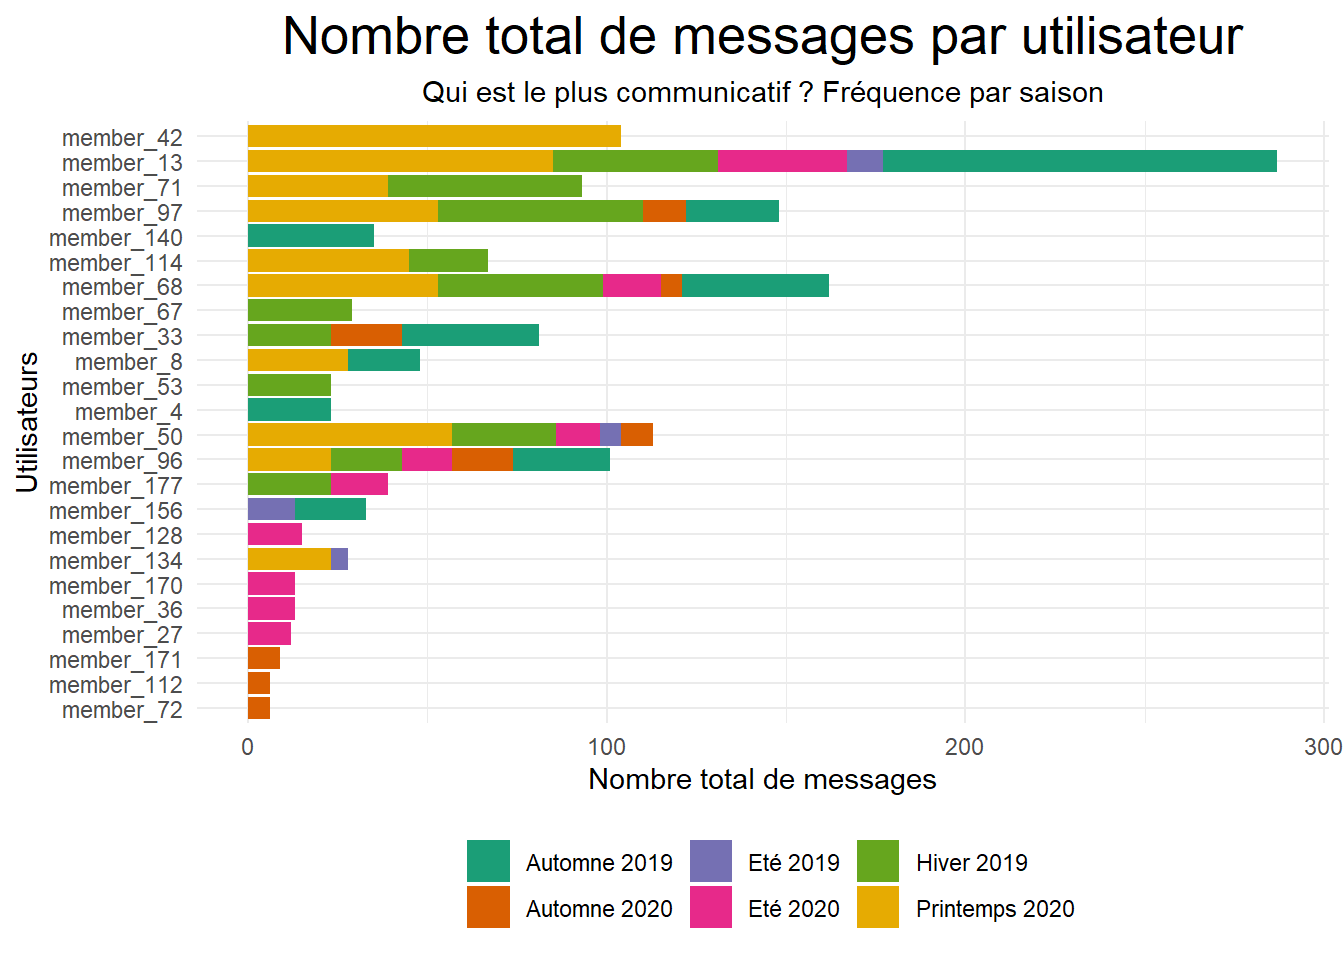 Nombre total de messages par utilisateur
Qui est le plus communicatif ? Fréquence par saison
Utilisateurs
member_42
member_13
member_71
member_97
member_140
member_114
member_68
member_67
member_33
member_8
member_53
member_4
member_50
member_96
member_177
member_156
member_128
member_134
member_170
member_36
member_27
member_171
member_112
member_72
0 100 200 300
Nombre total de messages
Automne 2019 Eté 2019 Hiver 2019
Automne 2020 Eté 2020 Printemps 2020